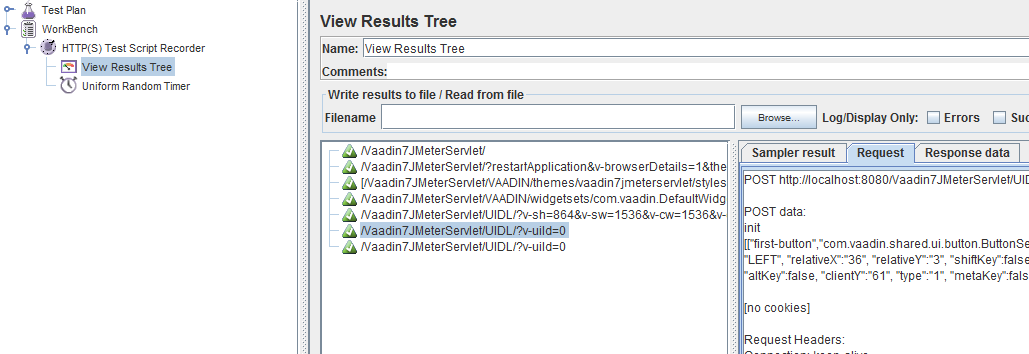 Test Plan
WorkBench
HTTP(S) Test Script Recorder
View Results Tree
Uniform Random Timer
View Results Tree
Name: View Results Tree
Comments:
Write results to file / Read from file
Filename Browse... Log/Display Only: Errors Suc
/Vaadin7JMeterServlet/
/Vaadin7JMeterServlet/?restartApplication&v-browserDetails=1&the
[/Vaadin7JMeterServlet/VAADIN/themes/vaadin7jmeterservlet/styles
/Vaadin7JMeterServlet/VAADIN/widgetsets/com.vaadin.DefaultWidg
/Vaadin7JMeterServlet/UIDL/?v-sh=864&v-sw=1536&v-cw=1536&v-
/Vaadin7JMeterServlet/UIDL/?v-uiId=0
/Vaadin7JMeterServlet/UIDL/?v-uiId=0
Sampler result Request Response data
POST http://localhost:8080/Vaadin7JMeterServlet/UID
POST data:
init
[["first-button","com.vaadin.shared.ui.button.ButtonSe
"LEFT", "relativeX":"36", "relativeY":"3", "shiftKey":false
"altKey":false, "clientY":"61", "type":"1", "metaKey":fals
[no cookies]
Request Headers:
Connection: keep-alive